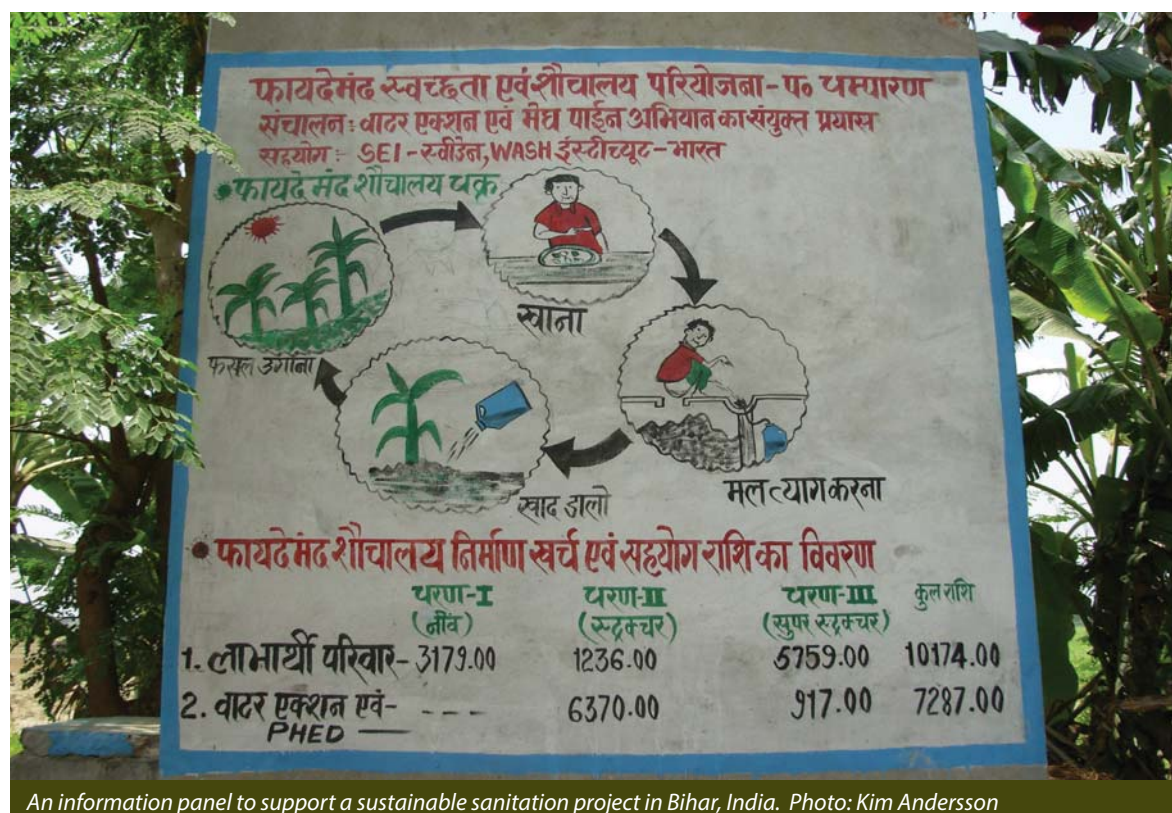 फायदेमंद स्वच्छता एवं शौचालय परियोजना - प० चम्पारण
संचालन : वाटर एक्शन एवं मेघ पाईन अभियान का संयुक्त प्रयास
सहयोग :- SEI - स्वीडेन, WASH ईंस्टीच्यूट - भारत
• फायदेमंद शौचालय चक्र
खाना
फसल उगाना
मल त्याग करना
खाद डालो
• फायदेमंद शौचालय निर्माण खर्च एवं सहयोग राशि का विवरण
चरण-I चरण-II चरण-III कुल राशि
(नींव) (स्ट्रक्चर) (सुपर स्ट्रक्चर)
1. लाभार्थी परिवार - 3179.00 1236.00 5759.00 10174.00
2. वाटर एक्शन एवं - ---- 6370.00 917.00 7287.00
PHED —
An information panel to support a sustainable sanitation project in Bihar, India. Photo: Kim Andersson